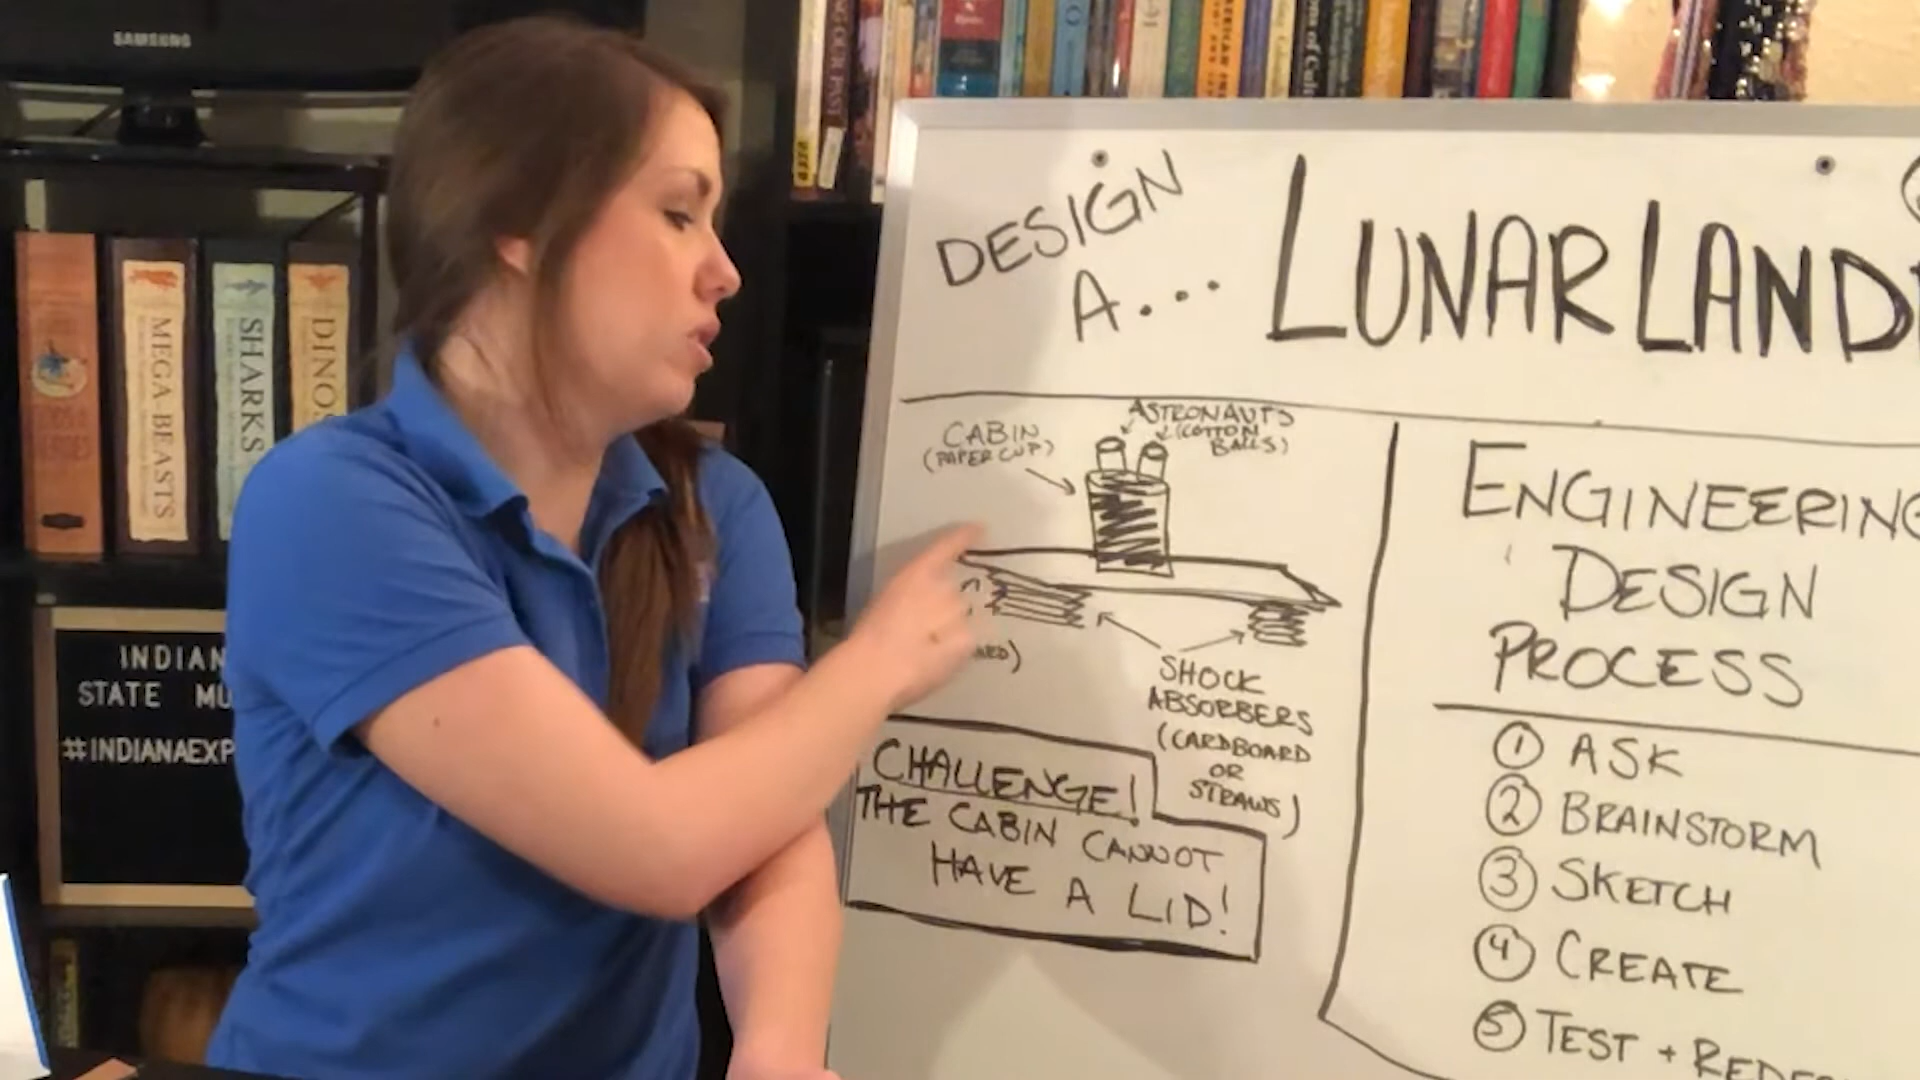 SAMSUNG
MEGA BEASTS
SHARKS
DINOS
INDIAN
STATE MU
#INDIANAEXP
DESIGN
A... LUNAR LAND
CABIN
(PAPER CUP)
ASTRONAUTS
(COTTON
BALLS)
SHOCK
ABSORBERS
(CARDBOARD
OR
STRAWS)
CHALLENGE!
THE CABIN CANNOT
HAVE A LID!
ENGINEERING
DESIGN
PROCESS
1 ASK
2 BRAINSTORM
3 SKETCH
4 CREATE
5 TEST + REDES